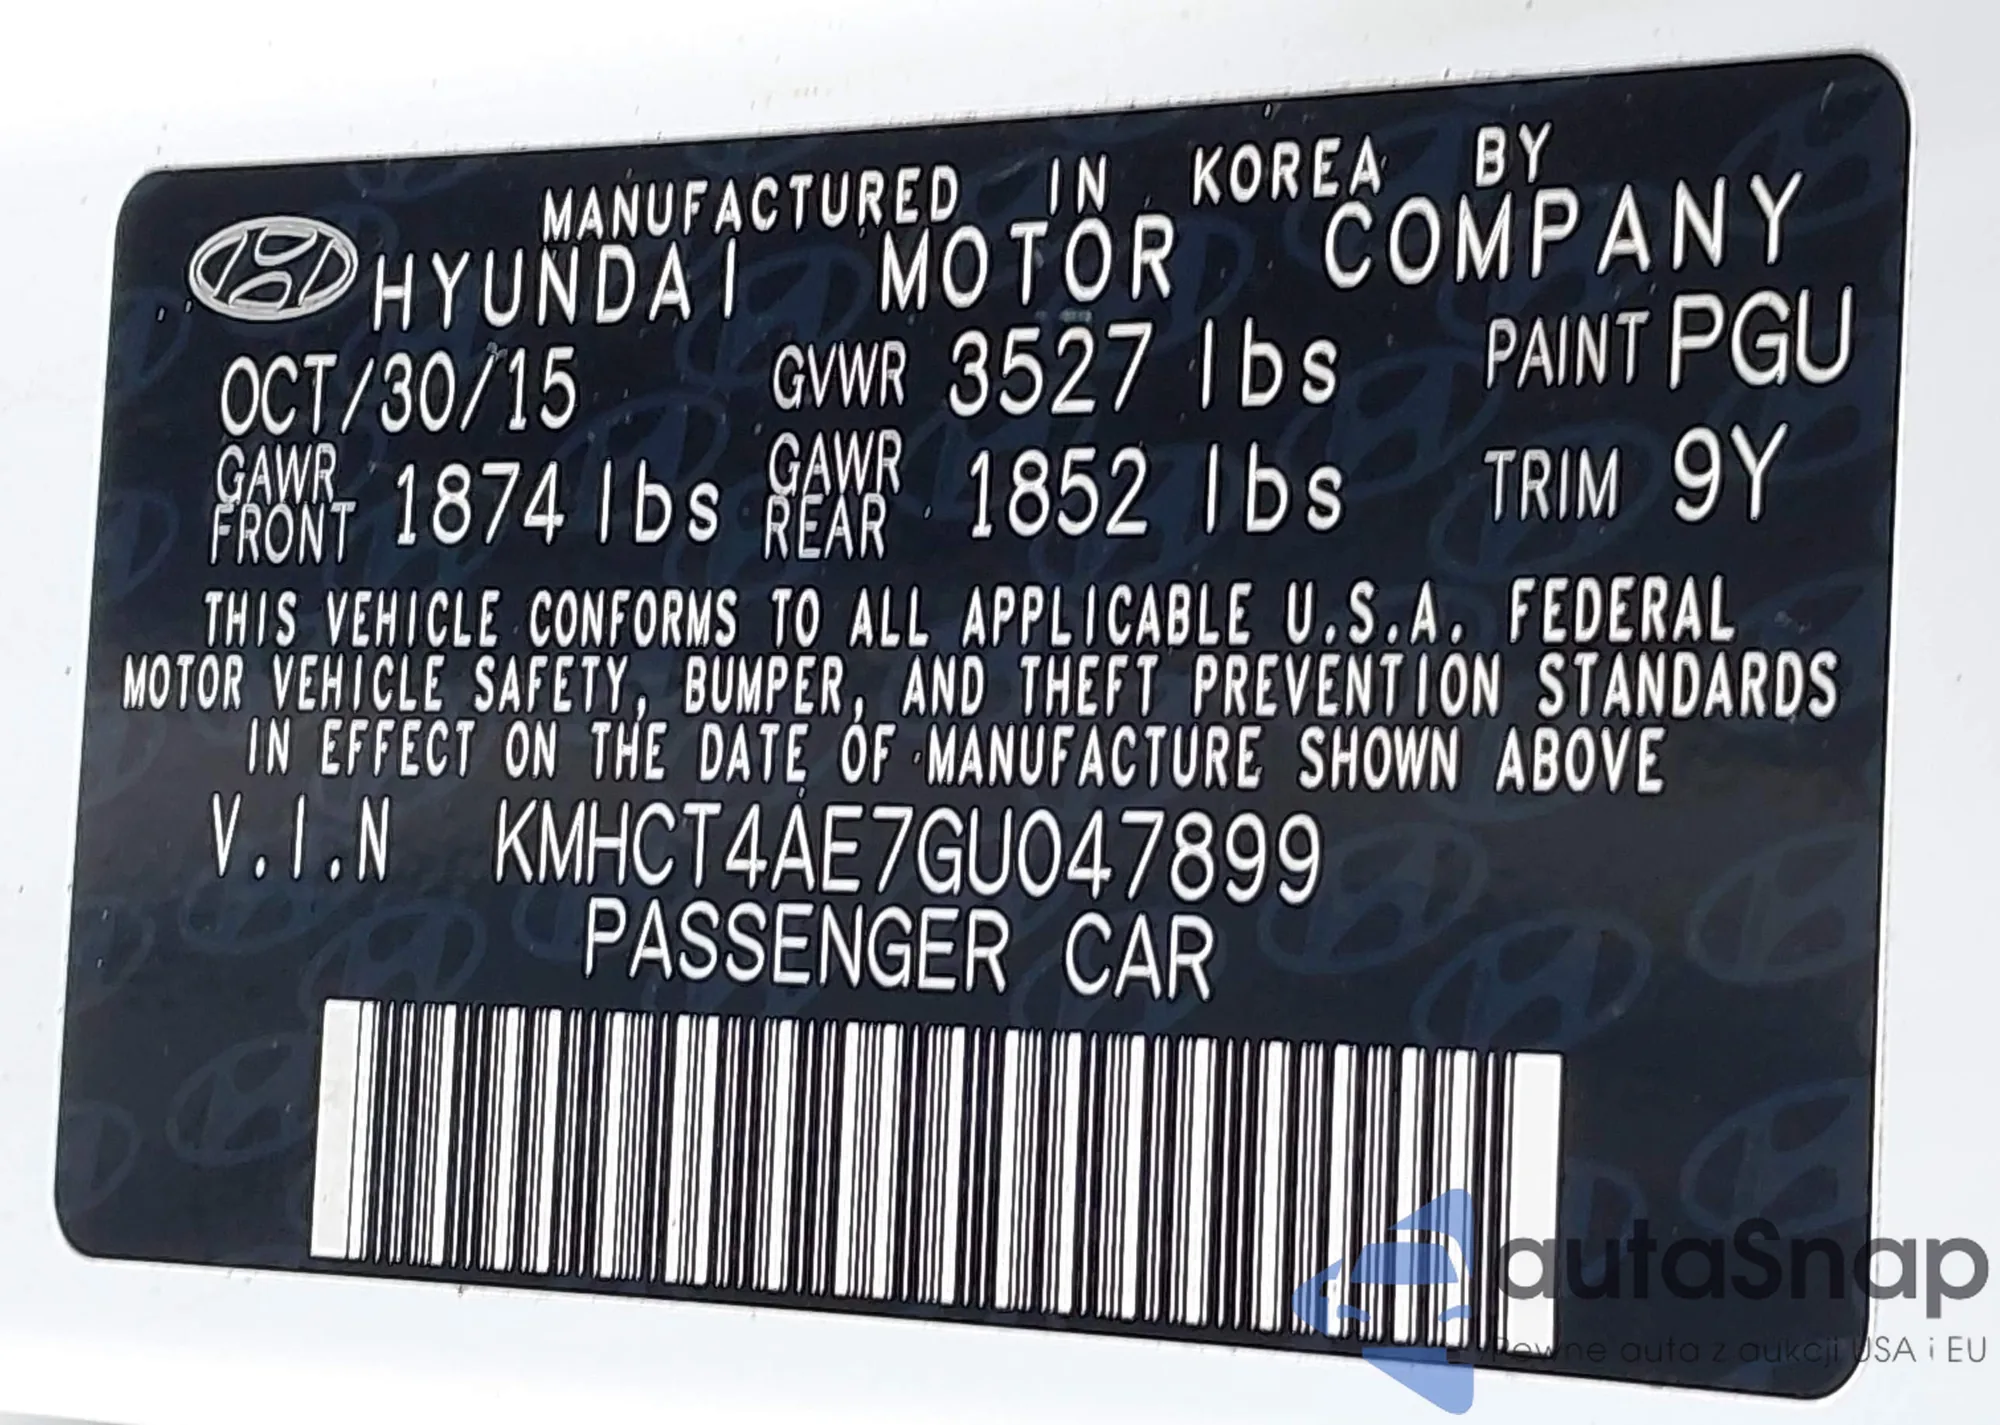 MANUFACTURED IN KOREA BY
HYUNDAI MOTOR COMPANY
OCT/30/15 GVWR 3527 lbs PAINT PGU
GAWR FRONT 1874 lbs GAWR REAR 1852 lbs TRIM 9Y
THIS VEHICLE CONFORMS TO ALL APPLICABLE U.S.A. FEDERAL
MOTOR VEHICLE SAFETY, BUMPER, AND THEFT PREVENTION STANDARDS
IN EFFECT ON THE DATE OF MANUFACTURE SHOWN ABOVE
V.I.N KMHCT4AE7GU047899
PASSENGER CAR
autaSnap
Pewne auta z aukcji USA i EU